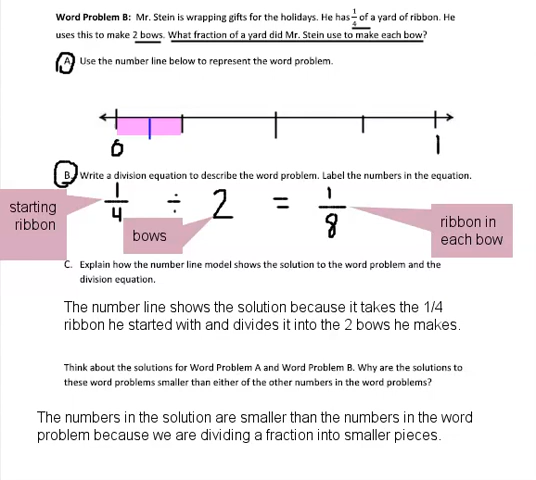 Word Problem B: Mr. Stein is wrapping gifts for the holidays. He has 1/4 of a yard of ribbon. He
uses this to make 2 bows. What fraction of a yard did Mr. Stein use to make each bow?
A. Use the number line below to represent the word problem.
0 1
B. Write a division equation to describe the word problem. Label the numbers in the equation.
1/4 ÷ 2 = 1/8
starting
ribbon
bows
ribbon in
each bow
C. Explain how the number line model shows the solution to the word problem and the
division equation.
The number line shows the solution because it takes the 1/4
ribbon he started with and divides it into the 2 bows he makes.
Think about the solutions for Word Problem A and Word Problem B. Why are the solutions to
these word problems smaller than either of the other numbers in the word problems?
The numbers in the solution are smaller than the numbers in the word
problem because we are dividing a fraction into smaller pieces.